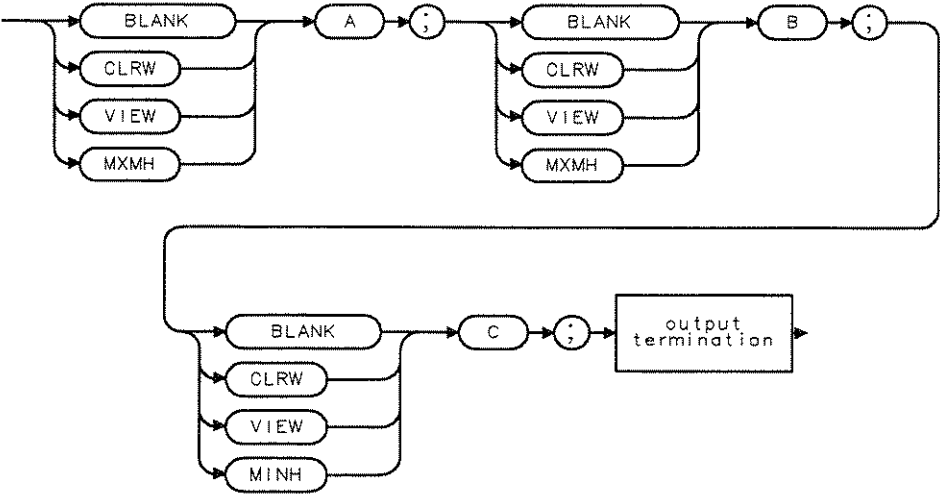 BLANK
A
;
BLANK
B
;
CLRW
CLRW
VIEW
VIEW
MXMH
MXMH
BLANK
C
;
output
termination
CLRW
VIEW
MINH